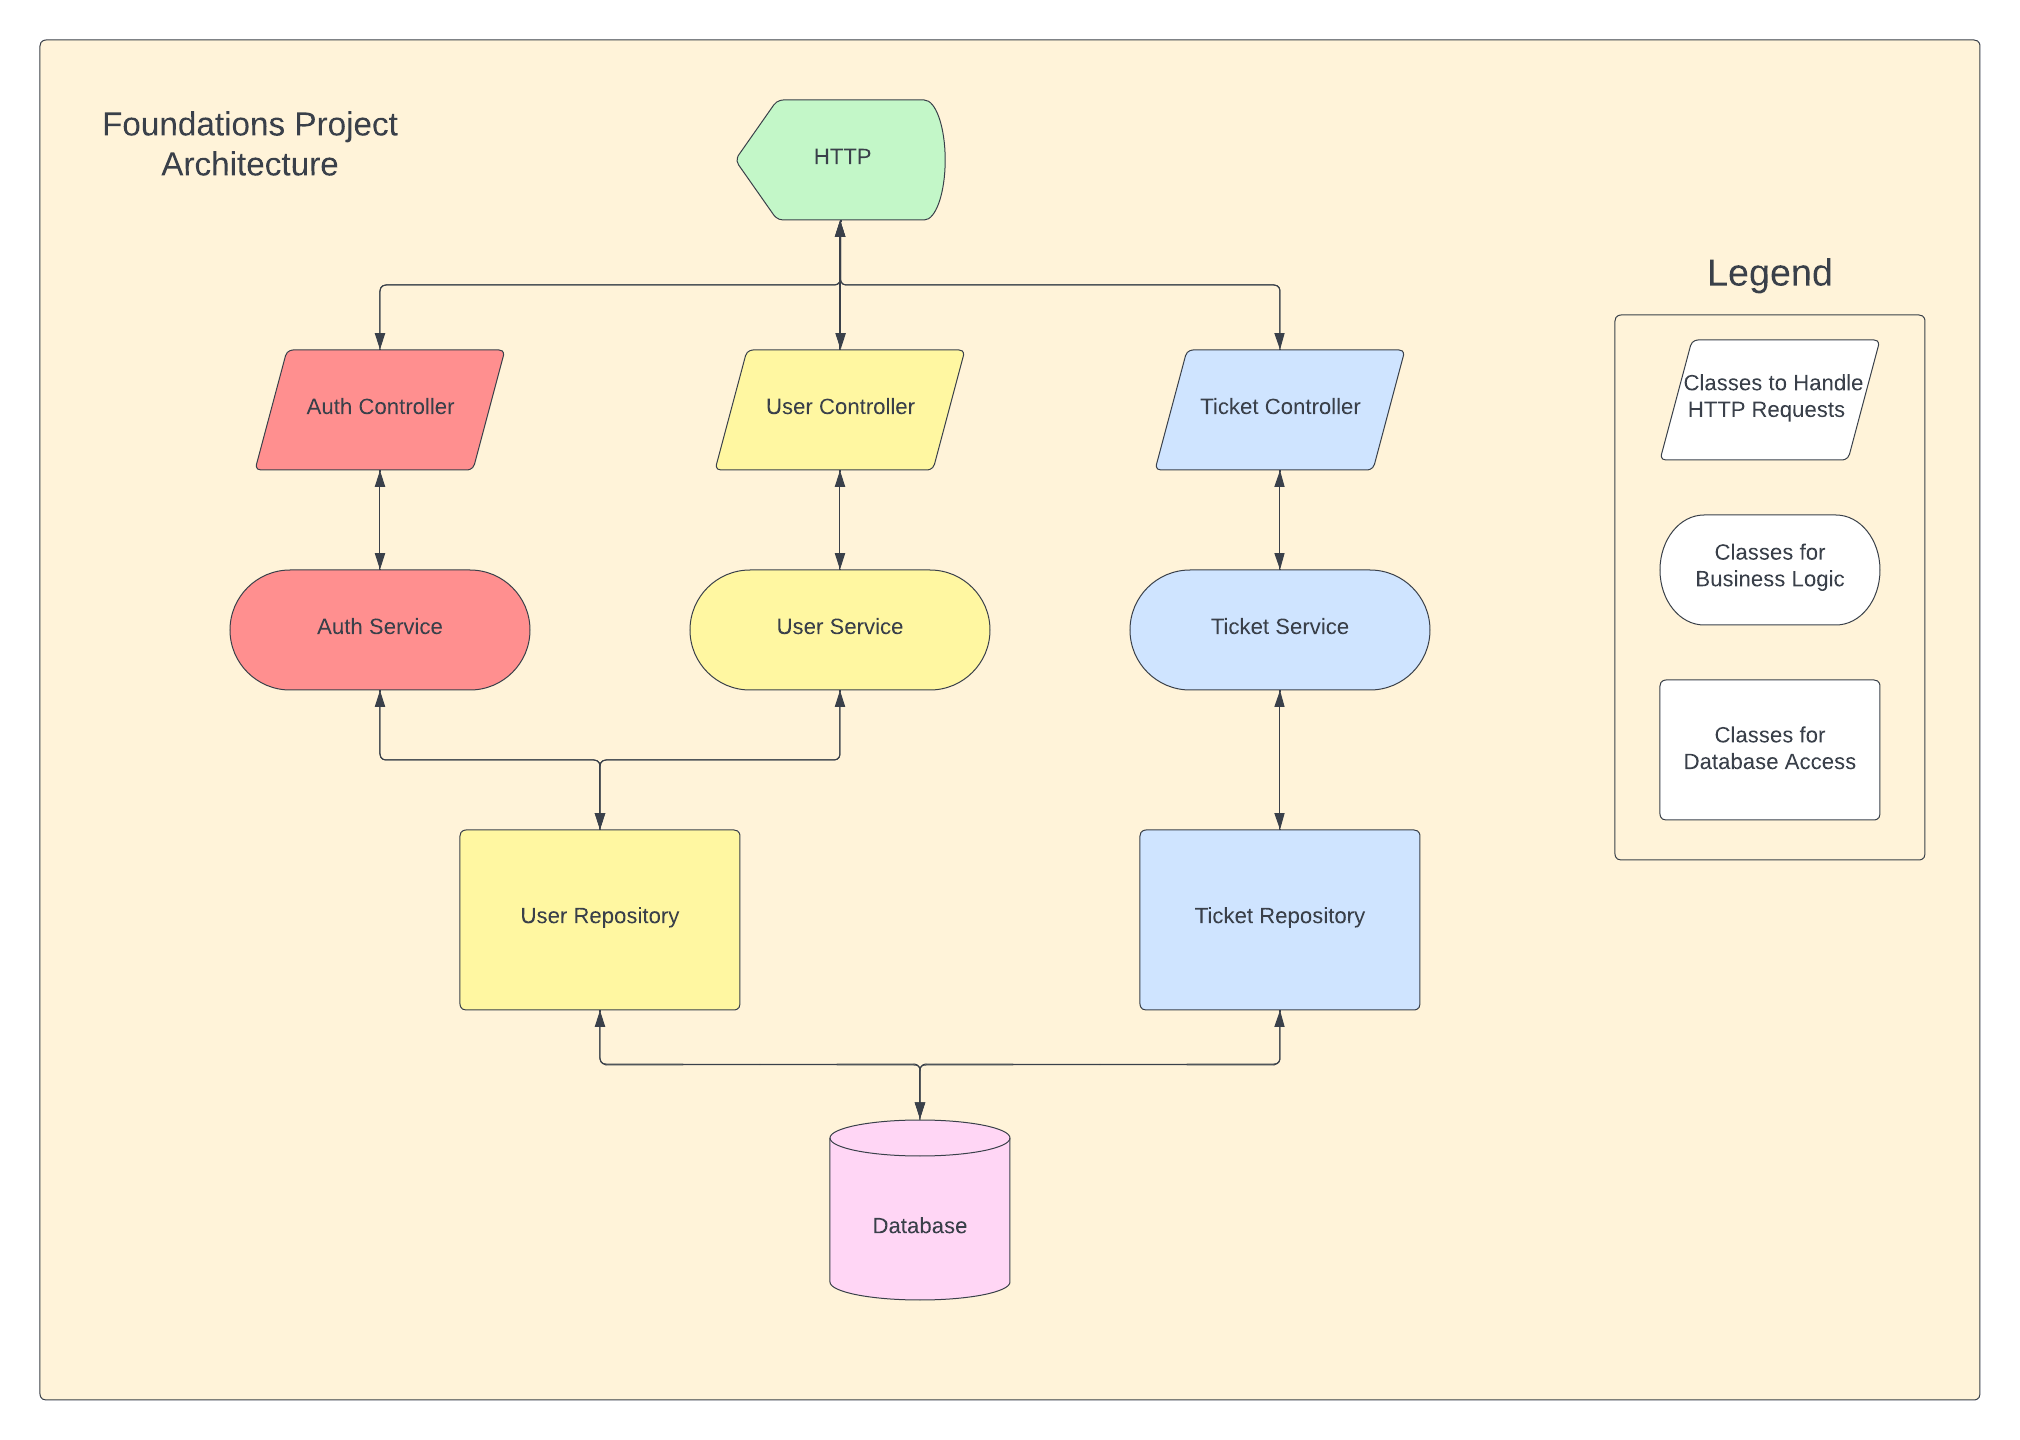 Foundations Project
Architecture
HTTP
Legend
Auth Controller
User Controller
Ticket Controller
Classes to Handle
HTTP Requests
Auth Service
User Service
Ticket Service
Classes for
Business Logic
Classes for
Database Access
User Repository
Ticket Repository
Database